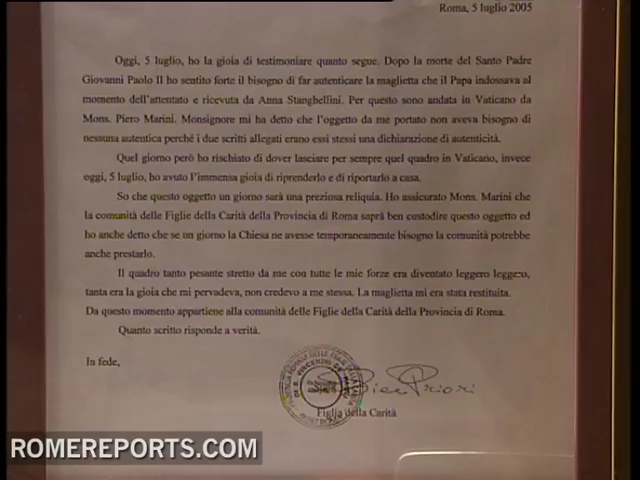 Roma, 5 luglio 2005
Oggi, 5 luglio, ho la gioia di testimoniare quanto segue. Dopo la morte del Santo Padre
Giovanni Paolo II ho sentito forte il bisogno di far autenticare la maglietta che il Papa indossava al
momento dell'attentato e ricevuta da Anna Stanghellini. Per questo sono andata in Vaticano da
Mons. Piero Marini. Monsignore mi ha detto che l'oggetto da me portato non aveva bisogno di
nessuna autentica perchè i due scritti allegati erano essi stessi una dichiarazione di autenticità.
Quel giorno però ho rischiato di dover lasciare per sempre quel quadro in Vaticano, invece
oggi, 5 luglio, ho avuto l'immensa gioia di riprenderlo e di riportarlo a casa.
So che questo oggetto un giorno sarà una preziosa reliquia. Ho assicurato Mons. Marini
che la comunità delle Figlie della Carità della Provincia di Roma saprà ben custodire questo oggetto ed
ho anche detto che se un giorno la Chiesa ne avesse temporaneamente bisogno la comunità potrebbe
anche prestarlo.
Il quadro tanto pesante stretto da me con tutte le mie forze era diventato leggero leggero,
tanta era la gioia che mi pervadeva, non credevo a me stessa. La maglietta mi era stata restituita.
Da questo momento appartiene alla comunità delle Figlie della Carità della Provincia di Roma.
Quanto scritto risponde a verità.
In fede,
Figlia della Carità
ROMEREPORTS.COM